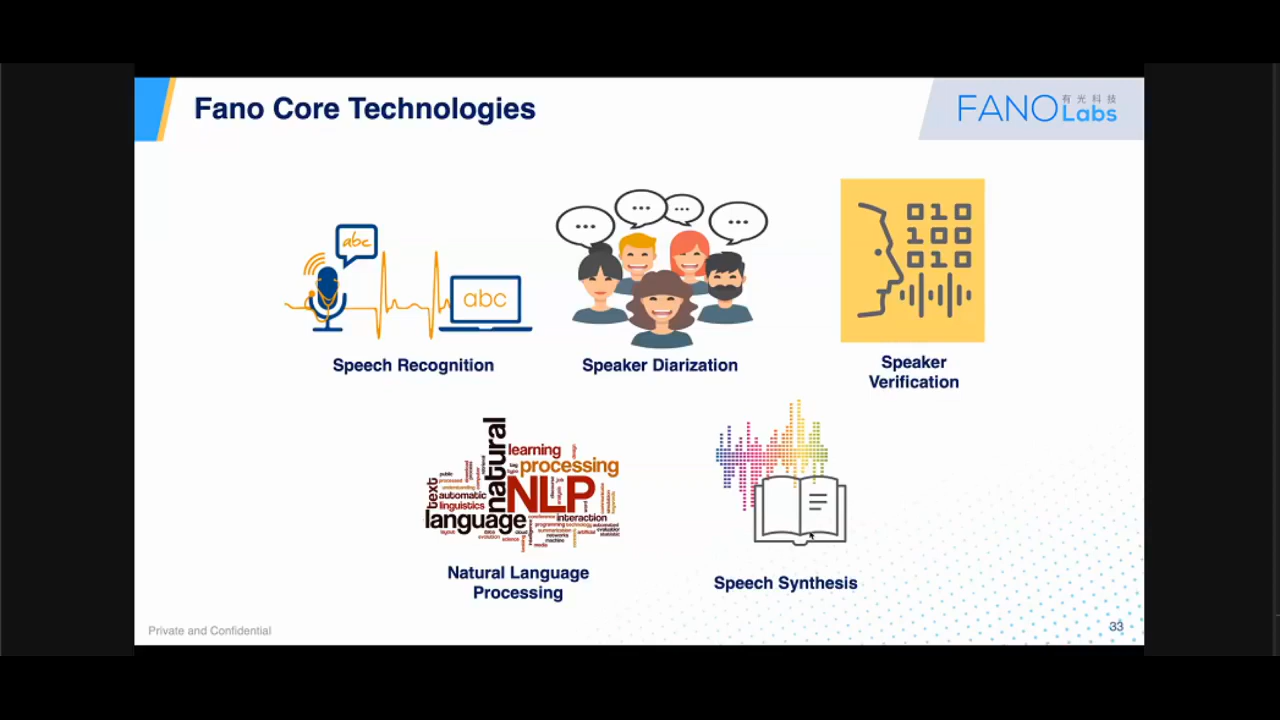 Fano Core Technologies
FANO 有光科技
Labs
abc
abc
010
100
010
Speech Recognition
Speaker Diarization
Speaker
Verification
natural
learning
processing
text
automatic
linguistics
NLP
language
interaction
Natural Language
Processing
Speech Synthesis
Private and Confidential
33